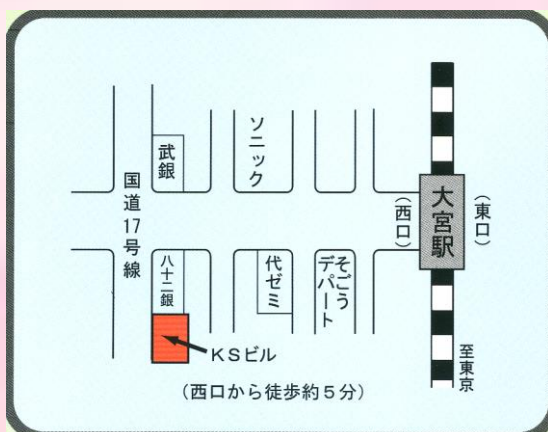 国道17号線
武銀
ソニック
(西口)
大宮駅
(東口)
八十二銀
代ゼミ
そごう
デパート
KSビル
至東京
(西口から徒歩約5分)